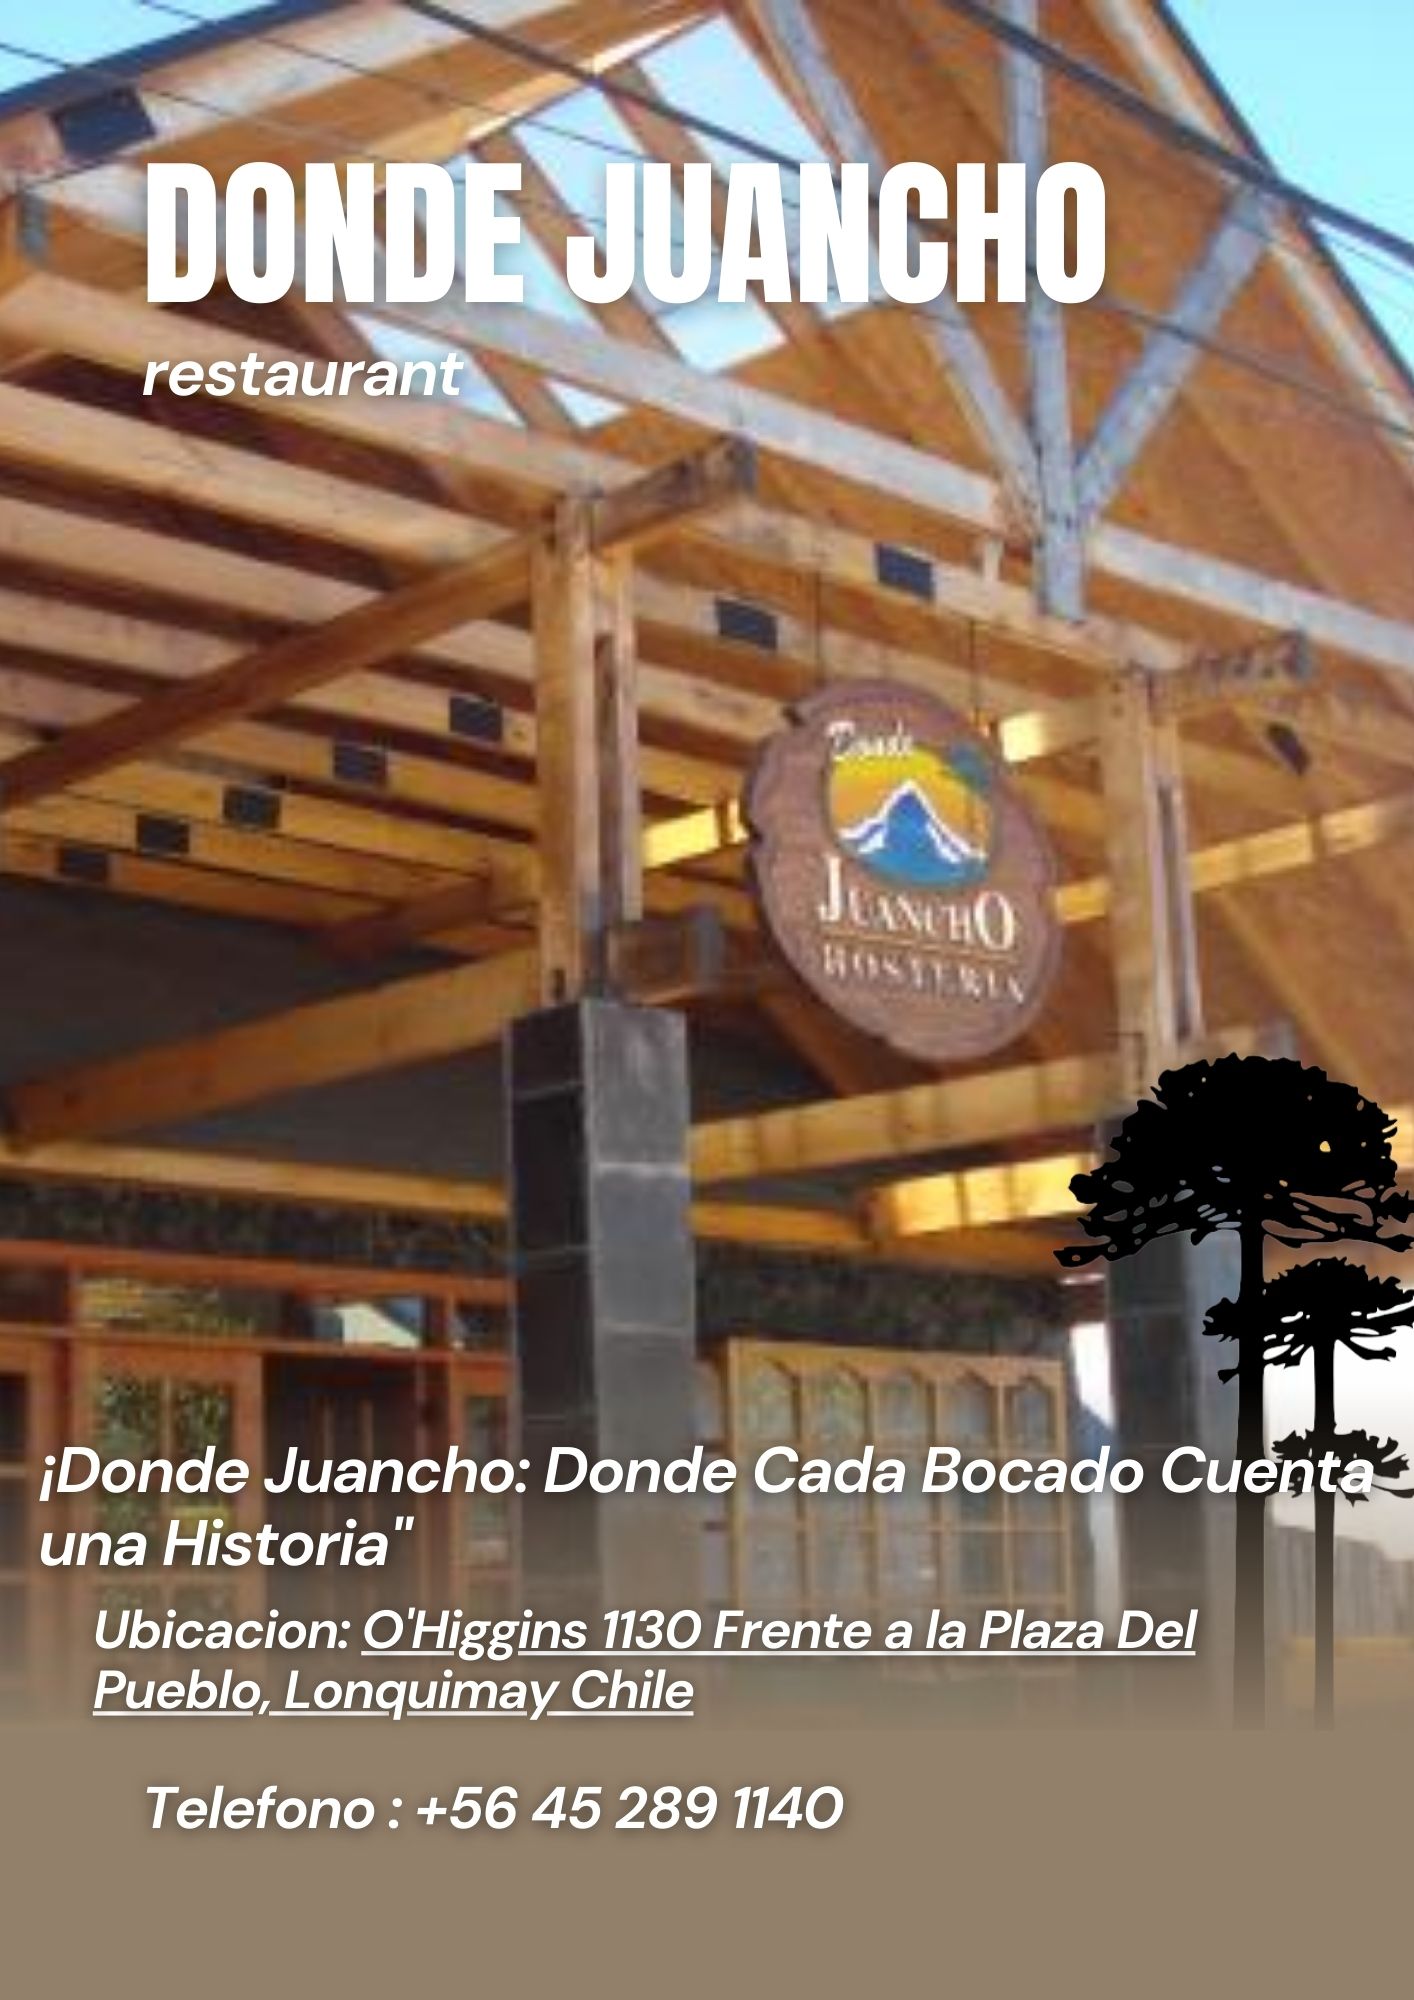 DONDE JUANCHO
restaurant
Donde
JUANCHO
HOSTERIA
¡Donde Juancho: Donde Cada Bocado Cuenta
una Historia"
Ubicacion: O'Higgins 1130 Frente a la Plaza Del
Pueblo, Lonquimay Chile
Telefono : +56 45 289 1140